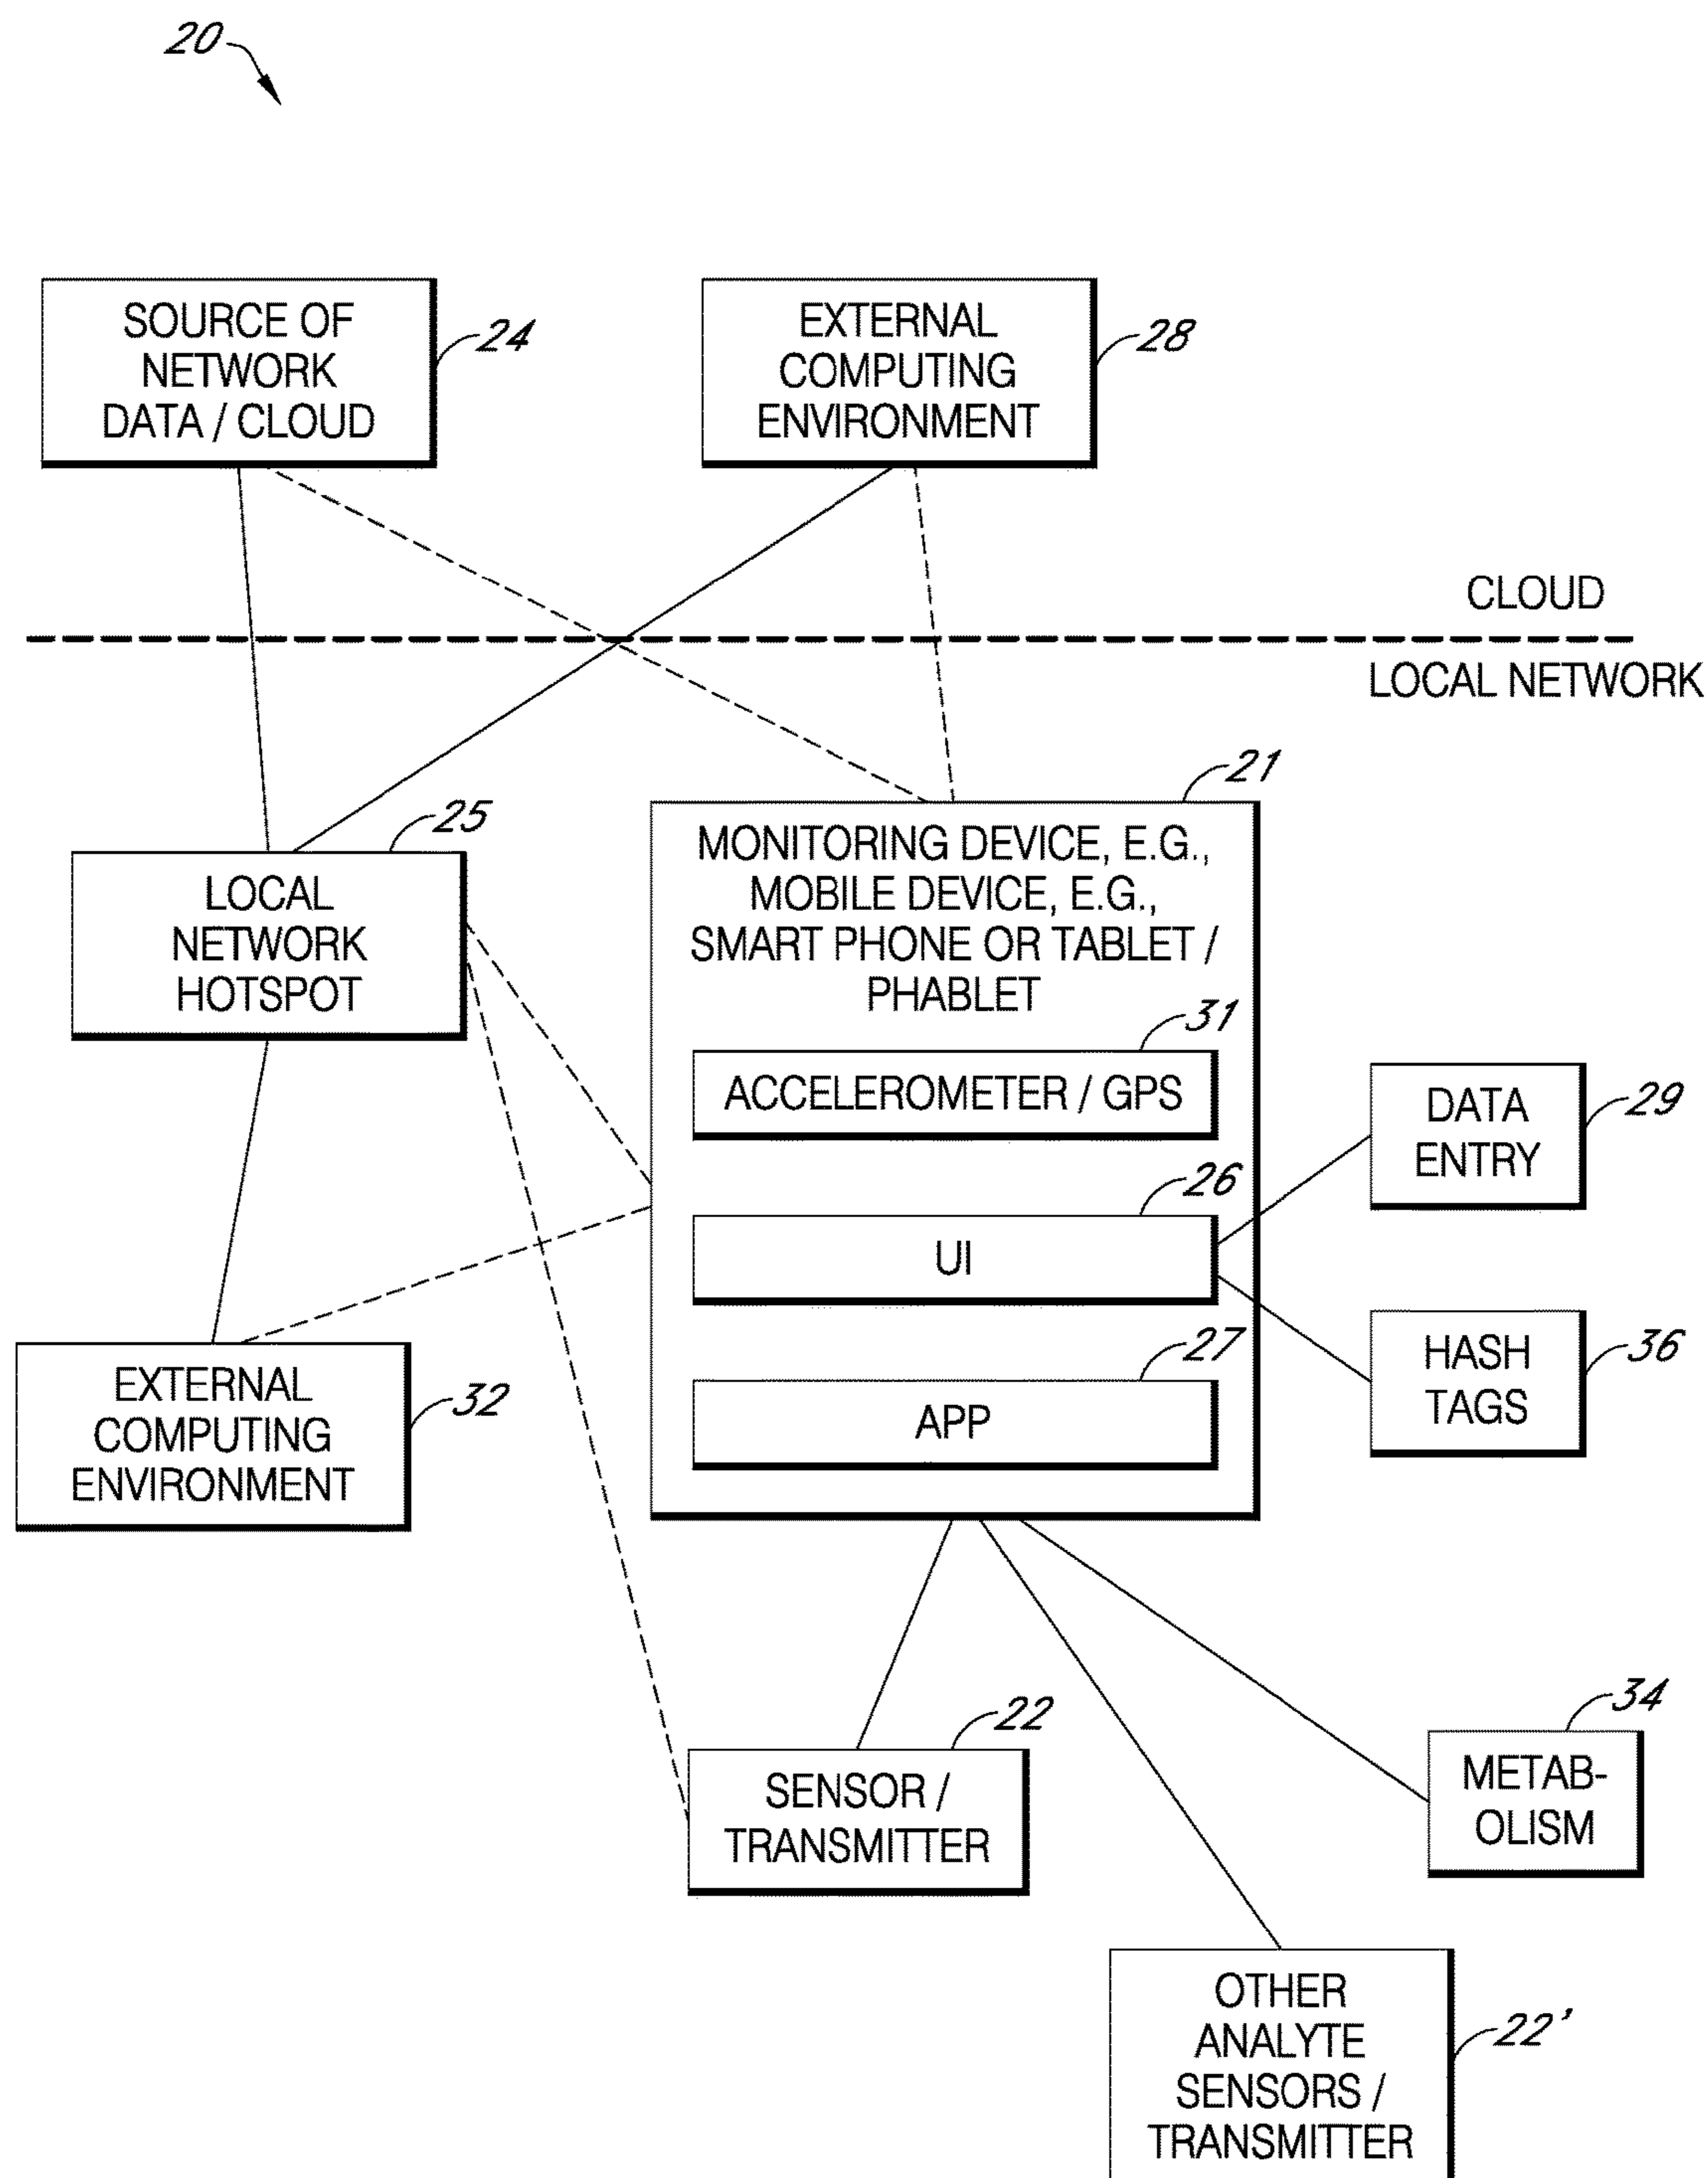 20
SOURCE OF
NETWORK
DATA / CLOUD
24
EXTERNAL
COMPUTING
ENVIRONMENT
28
CLOUD
LOCAL NETWORK
21
MONITORING DEVICE, E.G.,
MOBILE DEVICE, E.G.,
SMART PHONE OR TABLET /
PHABLET
25
LOCAL
NETWORK
HOTSPOT
31
ACCELEROMETER / GPS
DATA
ENTRY
29
26
UI
HASH
TAGS
36
27
APP
EXTERNAL
COMPUTING
ENVIRONMENT
32
22
SENSOR /
TRANSMITTER
34
METAB-
OLISM
OTHER
ANALYTE
SENSORS /
TRANSMITTER
22'